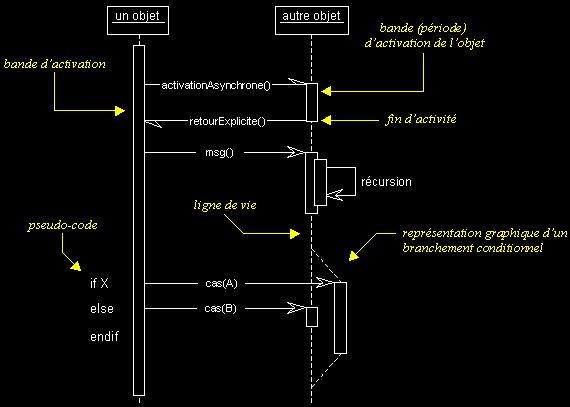 un objet
autre objet
bande (période)
d'activation de l'objet
bande d'activation
activationAsynchrone()
retourExplicite()
fin d'activité
msg()
récursion
ligne de vie
pseudo-code
représentation graphique d'un
branchement conditionnel
if X
cas(A)
else
cas(B)
endif